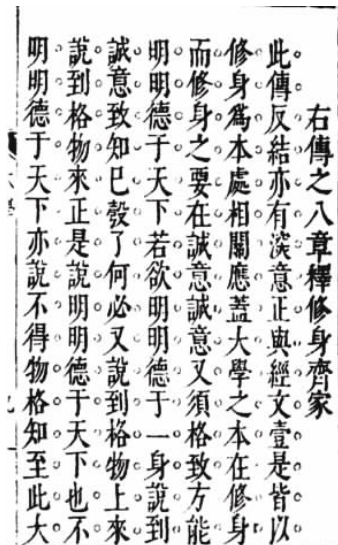 右傳之八章釋修身齊家
此傳反結亦有深意正與經文壹是皆以
修身為本處相關應蓋大學之本在修身
而修身之要在誠意誠意又須格致方能
明明德于天下若欲明明德于一身說到
誠意致知已彀了何必又說到格物上來
說到格物來正是說明明德于天下也不
明明德于天下亦說不得物格知至此大